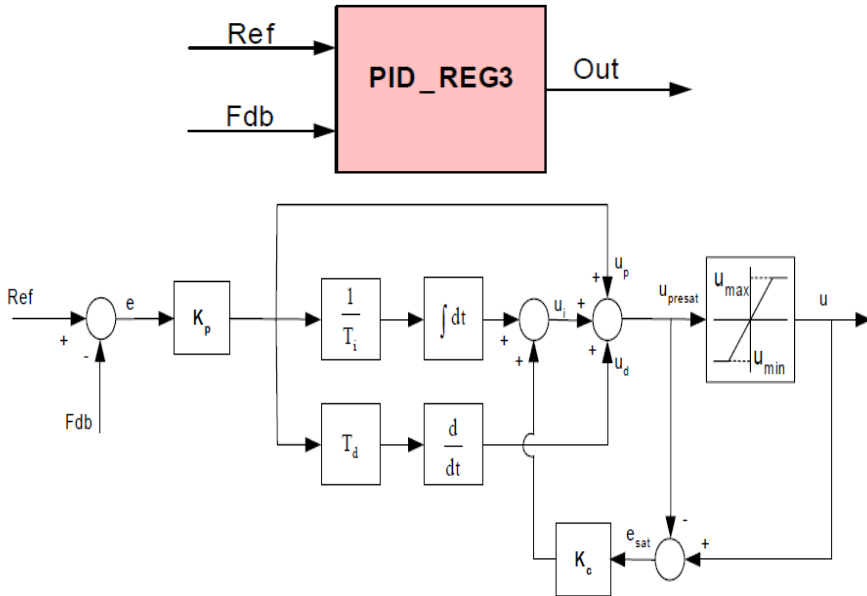 Ref
PID_REG3
Out
Fdb
u_p
u_presat
u_max
u
Ref
e
K_p
1
T_i
∫dt
u_i
+
+
+
+
-
+
+
u_d
u_min
Fdb
T_d
d
dt
-
e_sat
+
K_c